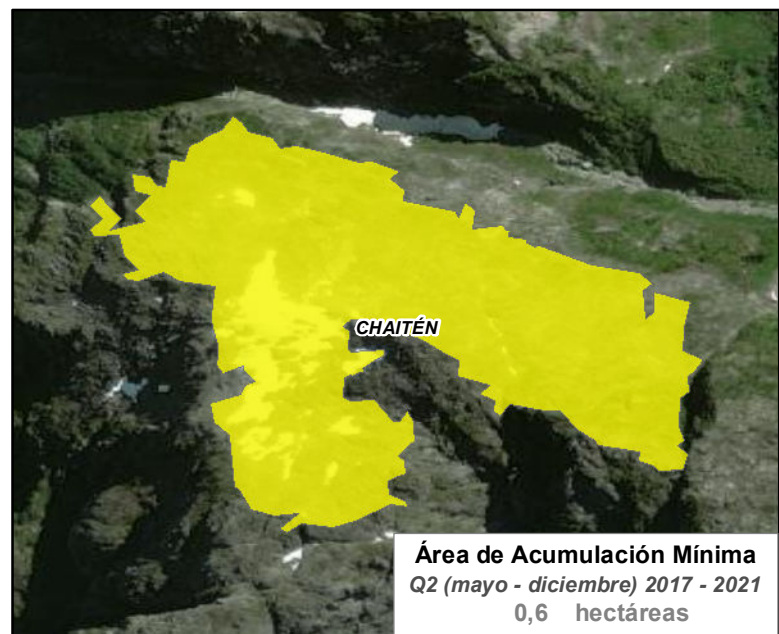 CHAITÉN
Área de Acumulación Mínima
Q2 (mayo - diciembre) 2017 - 2021
0,6 hectáreas